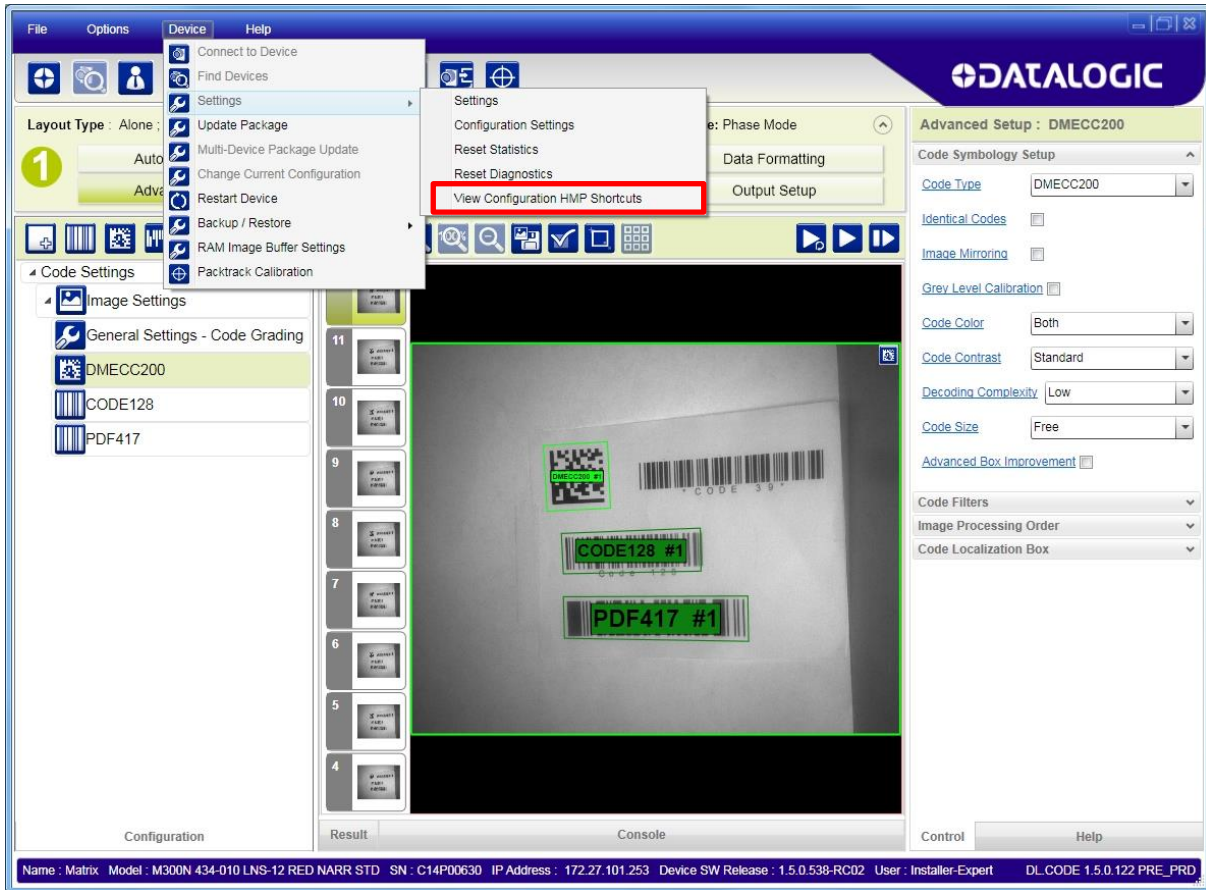 File Options Device Help
DATALOGIC
Connect to Device
Find Devices
Settings
Update Package
Multi-Device Package Update
Change Current Configuration
Restart Device
Backup / Restore
RAM Image Buffer Settings
Packtrack Calibration
Settings
Configuration Settings
Reset Statistics
Reset Diagnostics
View Configuration HMP Shortcuts
Layout Type : Alone ;
e: Phase Mode
1
Auto
Data Formatting
Adva
Output Setup
100%
Code Settings
Image Settings
General Settings - Code Grading
DMECC200
CODE128
PDF417
11
10
9
8
7
6
5
4
DMECC200 #1
* CODE 39 *
CODE128 #1
Code 128
PDF417 #1
Advanced Setup : DMECC200
Code Symbology Setup
Code Type DMECC200
Identical Codes
Image Mirroring
Grey Level Calibration
Code Color Both
Code Contrast Standard
Decoding Complexity Low
Code Size Free
Advanced Box Improvement
Code Filters
Image Processing Order
Code Localization Box
Configuration
Result
Console
Control
Help
Name : Matrix Model : M300N 434-010 LNS-12 RED NARR STD SN : C14P00630 IP Address : 172.27.101.253 Device SW Release : 1.5.0.538-RC02 User : Installer-Expert DL.CODE 1.5.0.122 PRE_PRD